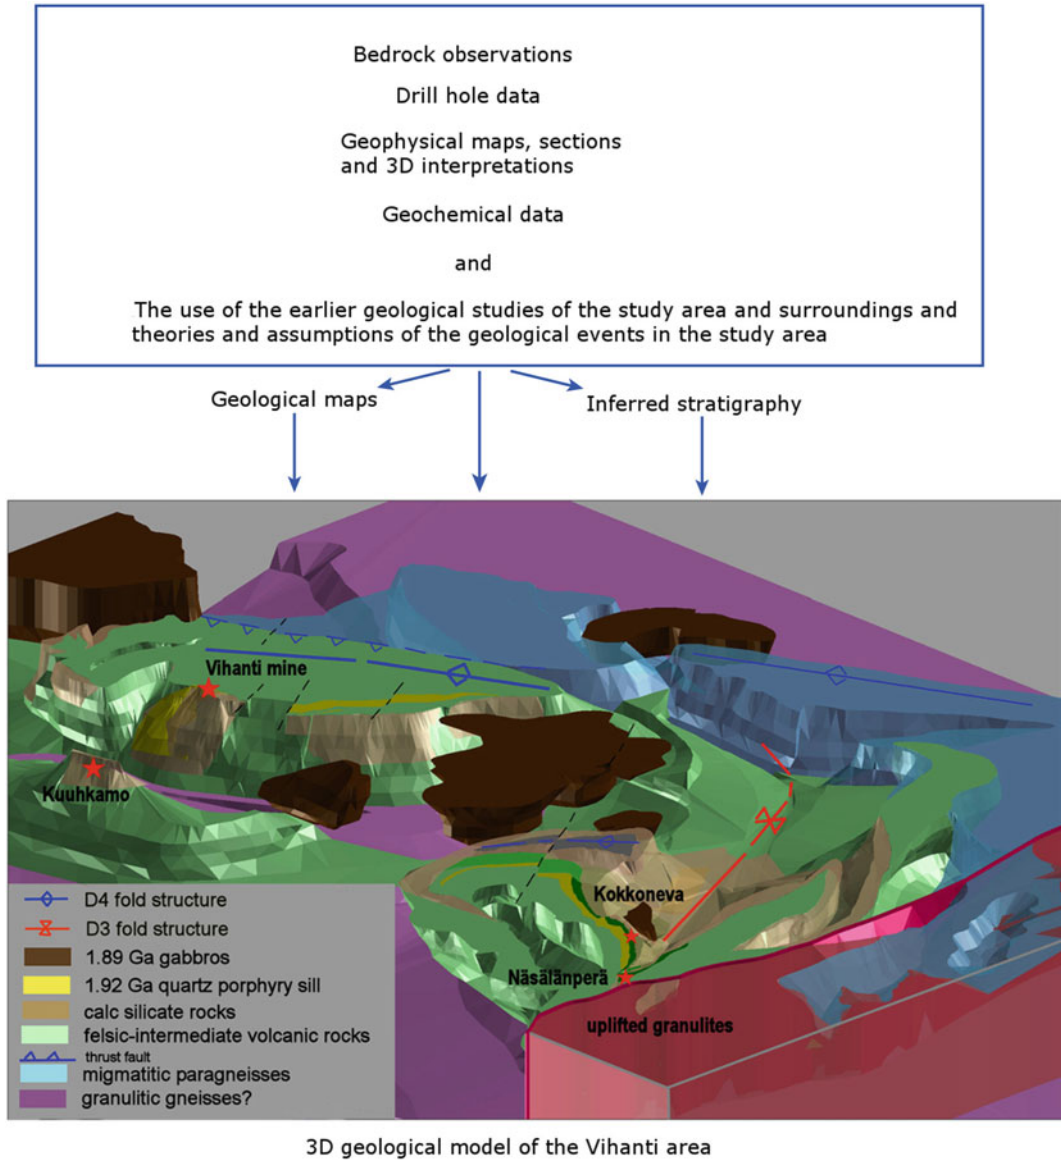 Bedrock observations
Drill hole data
Geophysical maps, sections
and 3D interpretations
Geochemical data
and
The use of the earlier geological studies of the study area and surroundings and
theories and assumptions of the geological events in the study area
Geological maps
Inferred stratigraphy
Vihanti mine
Kuuhkamo
Kokkoneva
Näsälänperä
uplifted granulites
D4 fold structure
D3 fold structure
1.89 Ga gabbros
1.92 Ga quartz porphyry sill
calc silicate rocks
felsic-intermediate volcanic rocks
thrust fault
migmatitic paragneisses
granulitic gneisses?
3D geological model of the Vihanti area